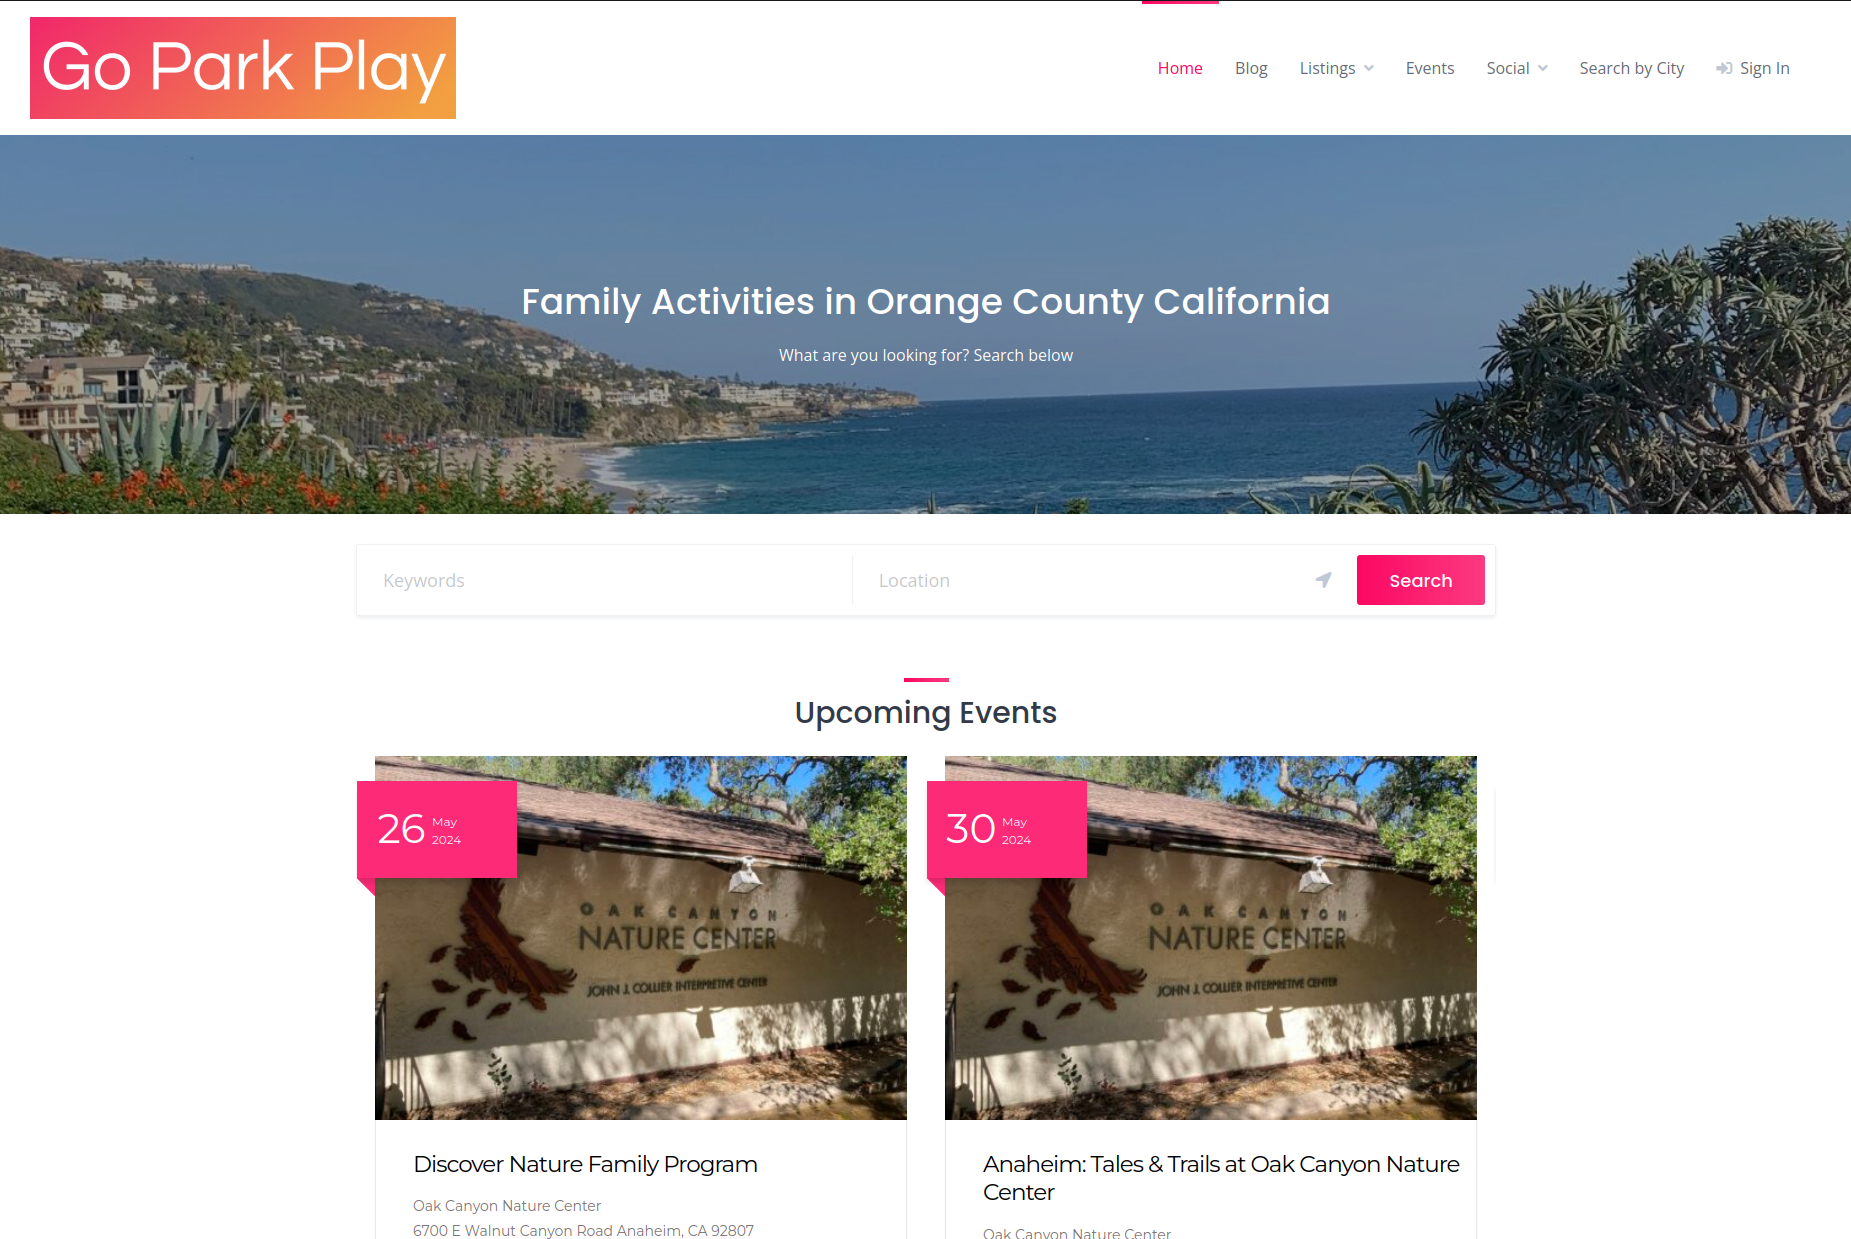 Go Park Play
Home
Blog
Listings
Events
Social
Search by City
Sign In
Family Activities in Orange County California
What are you looking for? Search below
Keywords
Location
Search
Upcoming Events
26 May 2024
OAK CANYON
NATURE CENTER
JOHN J. COLLIER INTERPRETIVE CENTER
Discover Nature Family Program
Oak Canyon Nature Center
6700 E Walnut Canyon Road Anaheim, CA 92807
30 May 2024
OAK CANYON
NATURE CENTER
JOHN J. COLLIER INTERPRETIVE CENTER
Anaheim: Tales & Trails at Oak Canyon Nature
Center
Oak Canyon Nature Center